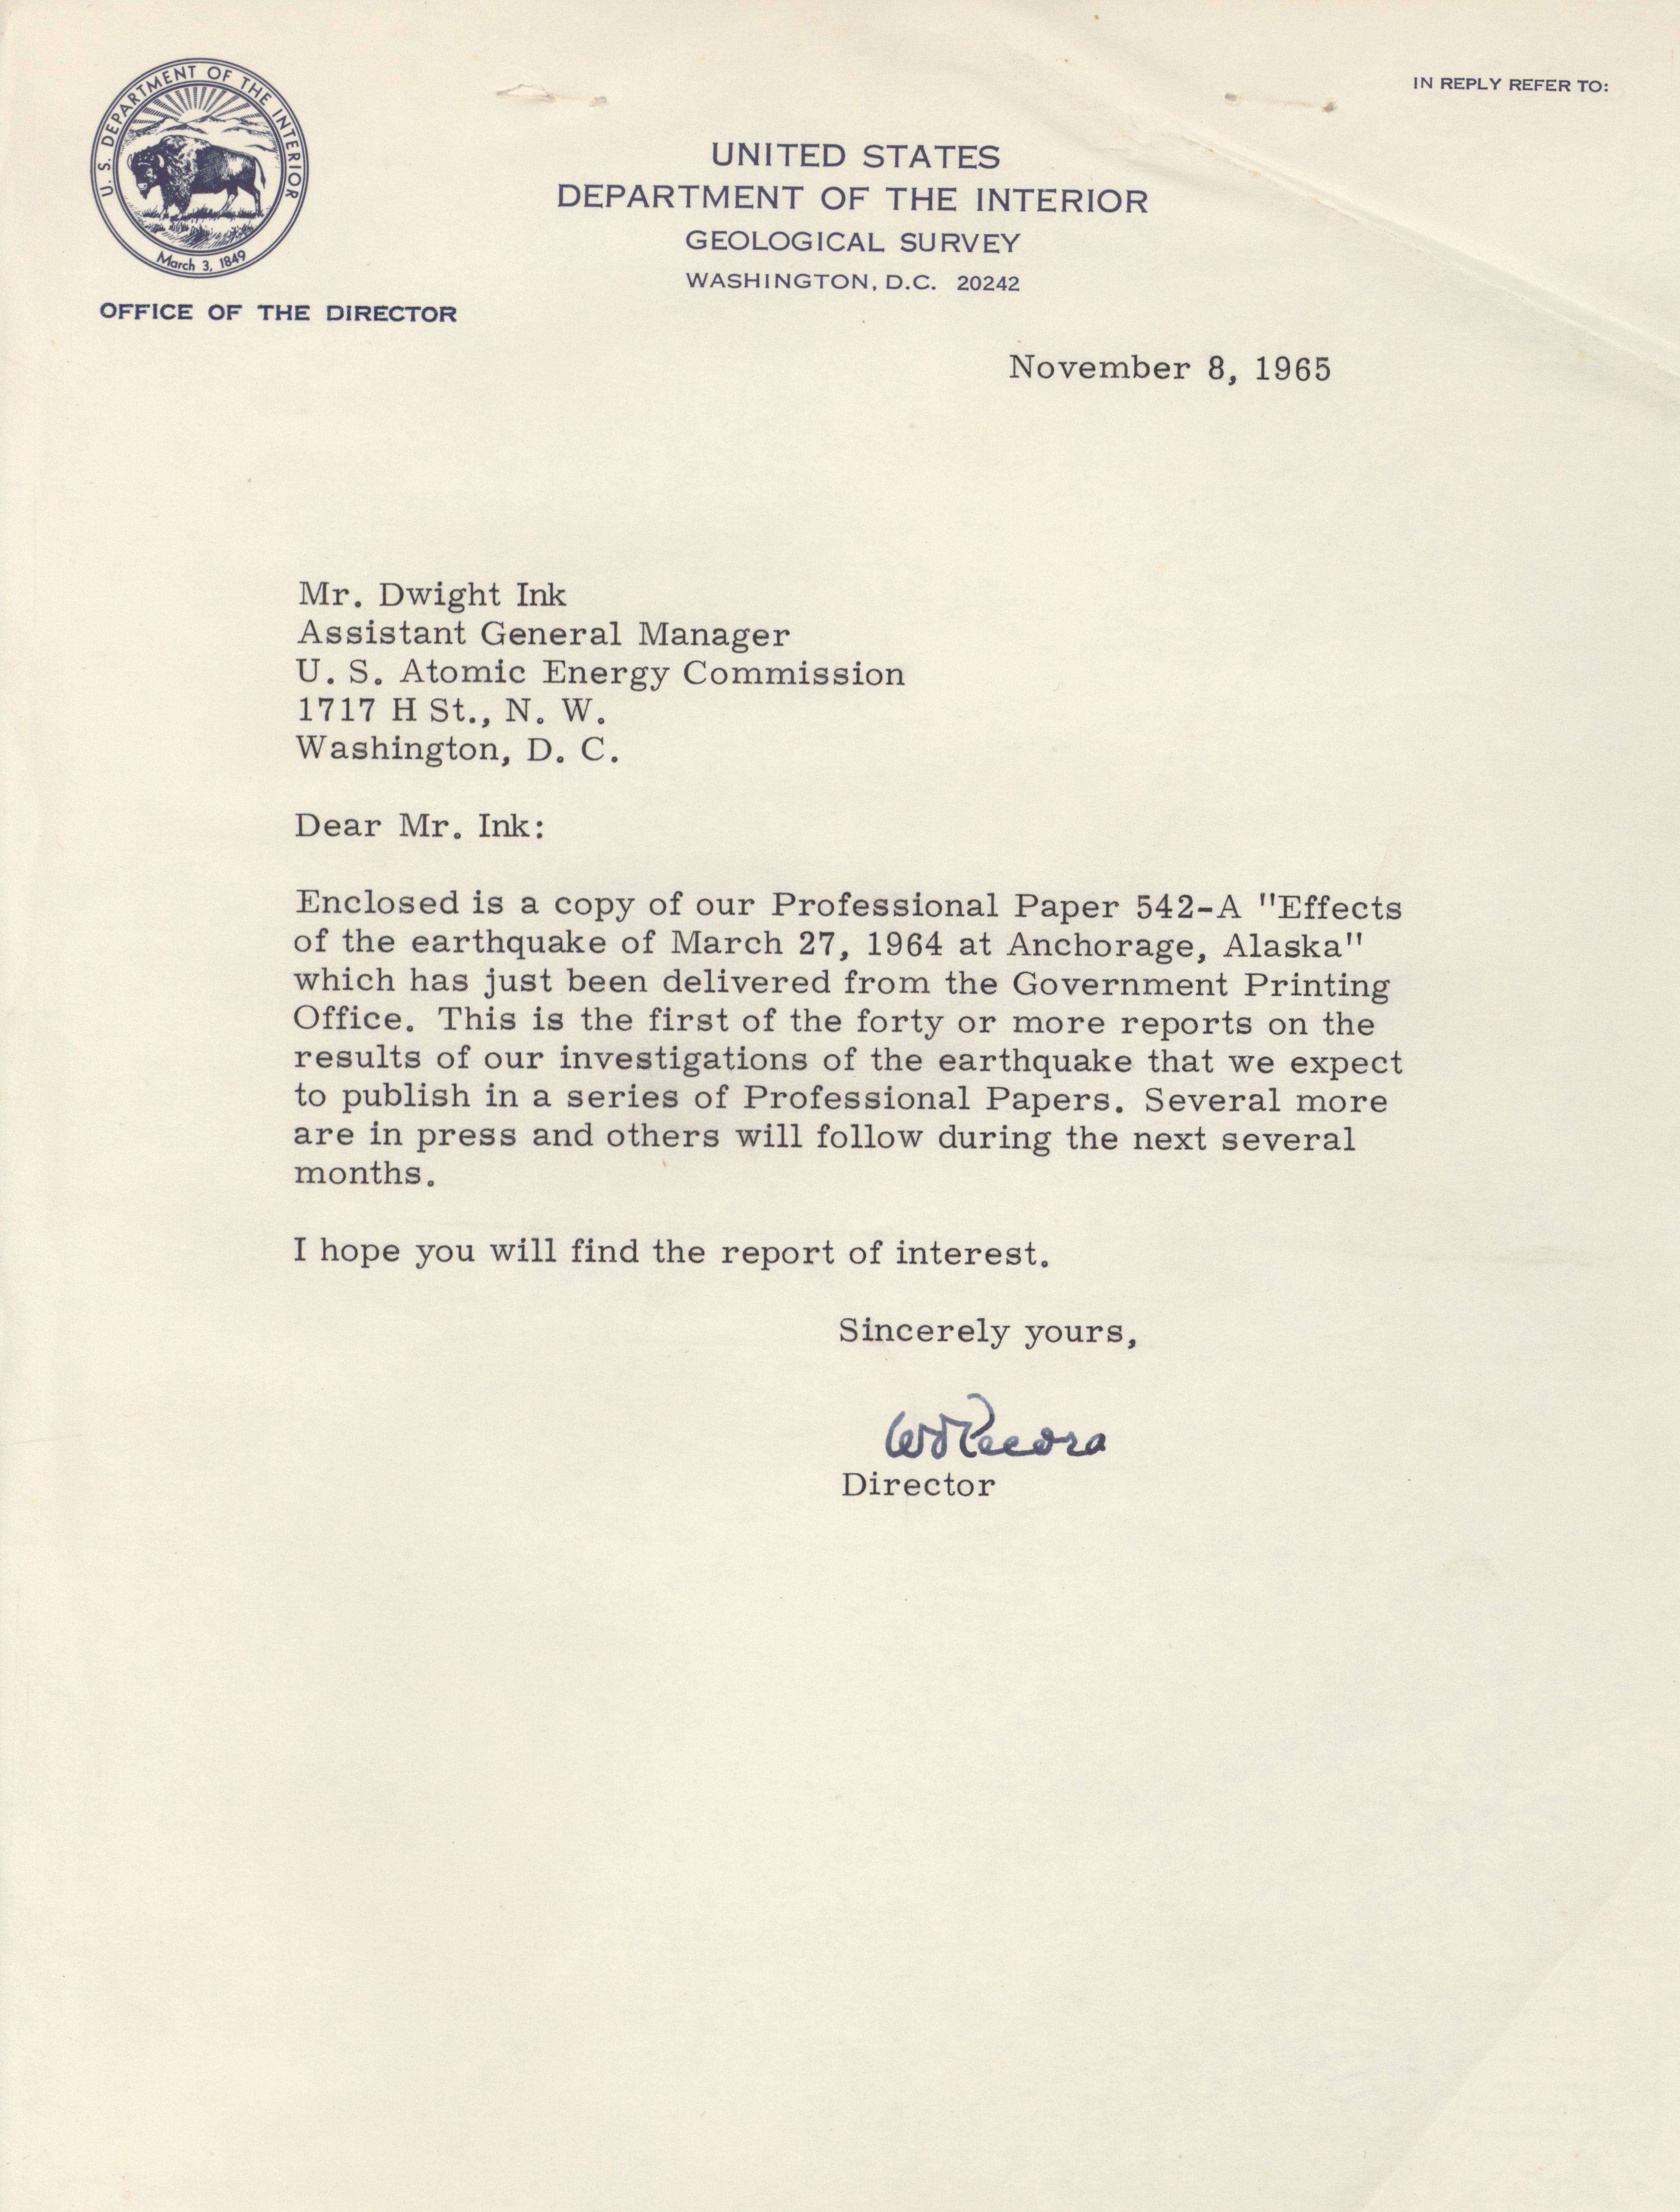 U. S. DEPARTMENT OF THE INTERIOR
March 3, 1849
OFFICE OF THE DIRECTOR
IN REPLY REFER TO:
UNITED STATES
DEPARTMENT OF THE INTERIOR
GEOLOGICAL SURVEY
WASHINGTON, D.C. 20242
November 8, 1965
Mr. Dwight Ink
Assistant General Manager
U. S. Atomic Energy Commission
1717 H St., N. W.
Washington, D. C.
Dear Mr. Ink:
Enclosed is a copy of our Professional Paper 542-A "Effects
of the earthquake of March 27, 1964 at Anchorage, Alaska"
which has just been delivered from the Government Printing
Office. This is the first of the forty or more reports on the
results of our investigations of the earthquake that we expect
to publish in a series of Professional Papers. Several more
are in press and others will follow during the next several
months.
I hope you will find the report of interest.
Sincerely yours,
WTPecora
Director